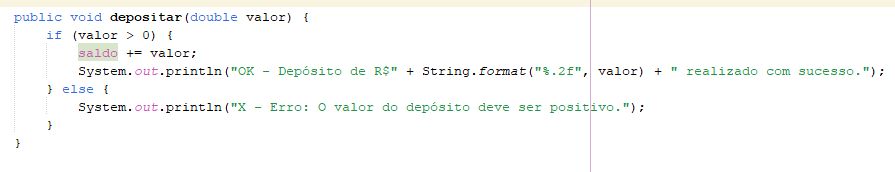 public void depositar(double valor) {
    if (valor > 0) {
        saldo += valor;
        System.out.println("OK - Depósito de R$" + String.format("%.2f", valor) + " realizado com sucesso.");
    } else {
        System.out.println("X - Erro: O valor do depósito deve ser positivo.");
    }
}